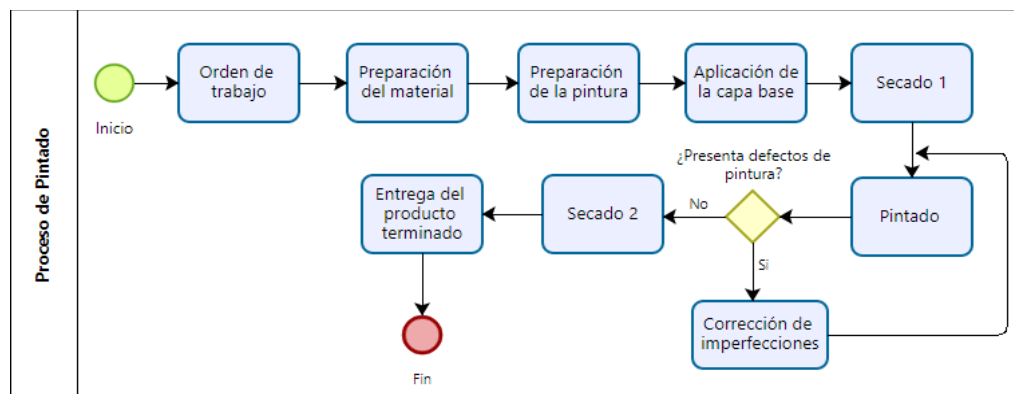 Proceso de Pintado
Inicio
Orden de
trabajo
Preparación
del material
Preparación
de la pintura
Aplicación de
la capa base
Secado 1
Pintado
¿Presenta defectos de
pintura?
No
Si
Corrección de
imperfecciones
Secado 2
Entrega del
producto
terminado
Fin